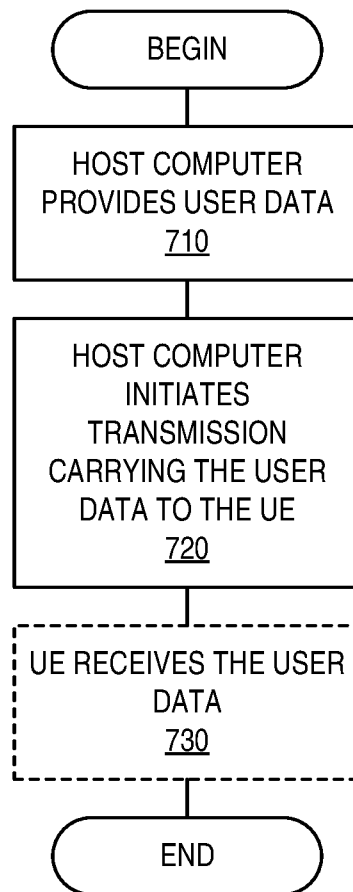 BEGIN
HOST COMPUTER
PROVIDES USER DATA
710
HOST COMPUTER
INITIATES
TRANSMISSION
CARRYING THE USER
DATA TO THE UE
720
UE RECEIVES THE USER
DATA
730
END